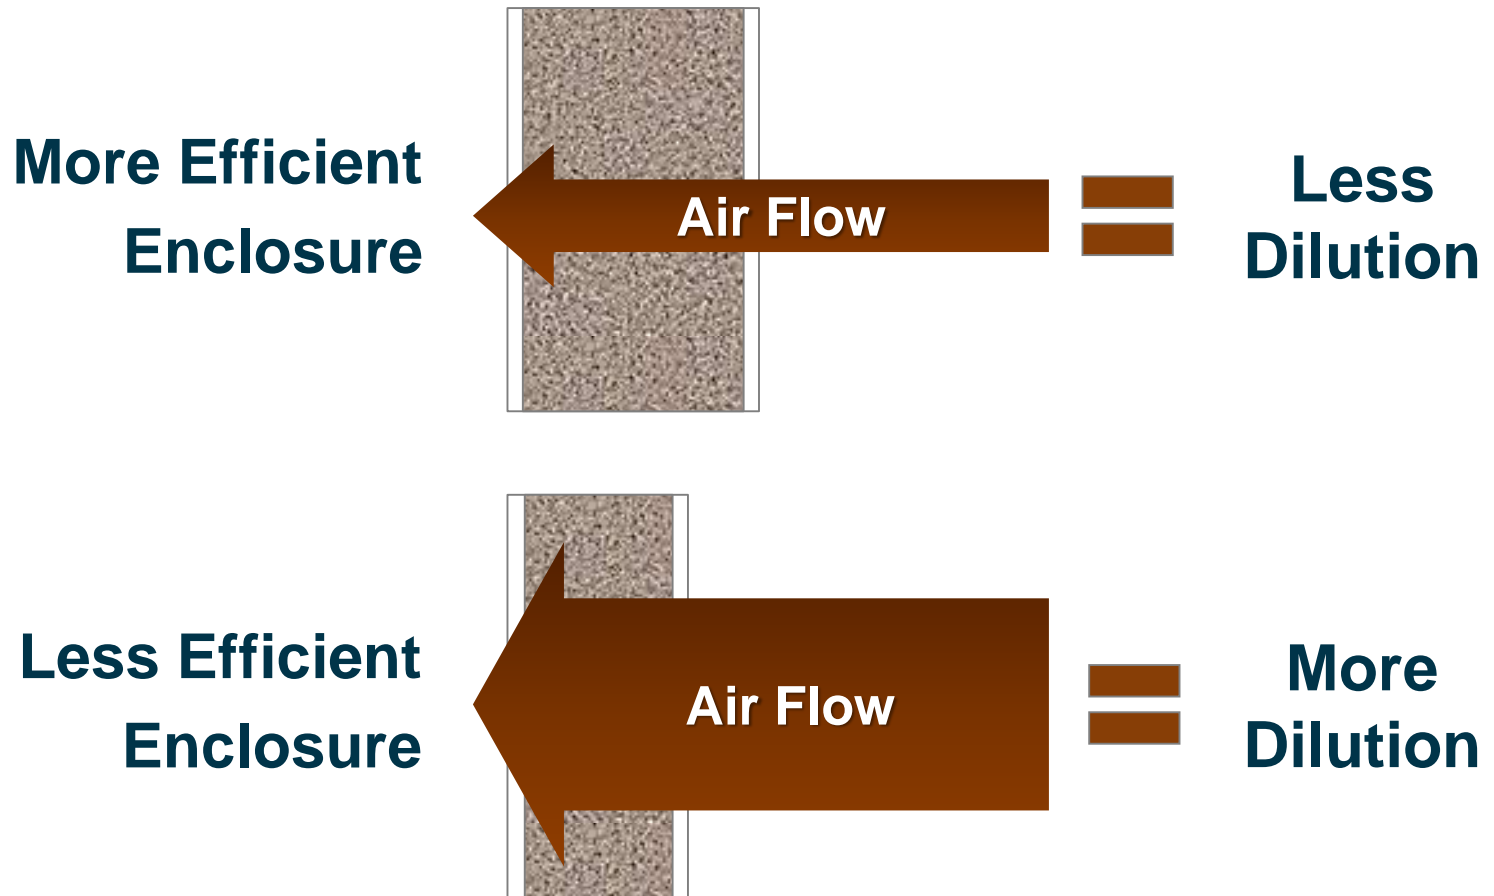 More Efficient
Enclosure
Air Flow
Less
Dilution
Less Efficient
Enclosure
Air Flow
More
Dilution